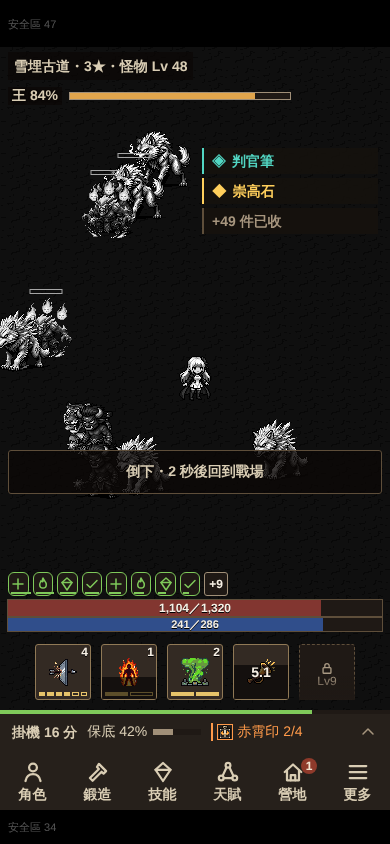 安全區 47
雪埋古道・3★・怪物 Lv 48
王 84%
判官筆
崇高石
+49 件已收
倒下・2 秒後回到戰場
+9
1,104／1,320
241／286
4
1
2
5.1
Lv9
掛機 16 分 保底 42% 赤霄印 2/4
1
角色 鍛造 技能 天賦 營地 更多
安全區 34